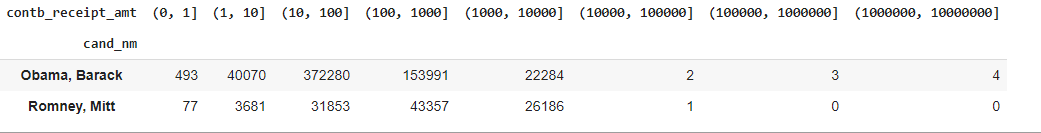 contb_receipt_amt (0, 1] (1, 10] (10, 100] (100, 1000] (1000, 10000] (10000, 100000] (100000, 1000000] (1000000, 10000000]
cand_nm
Obama, Barack 493 40070 372280 153991 22284 2 3 4
Romney, Mitt 77 3681 31853 43357 26186 1 0 0